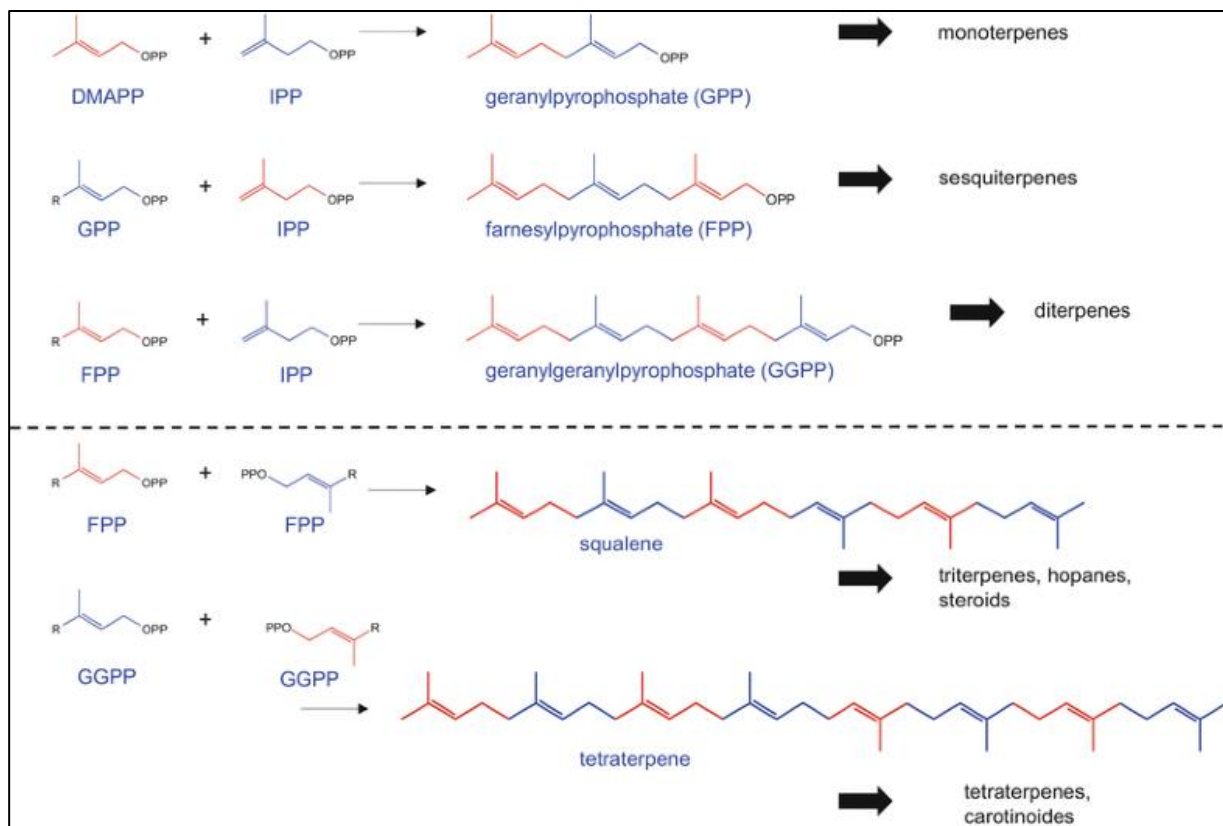 OPP + OPP monoterpenes
DMAPP IPP geranylpyrophosphate (GPP)
OPP
R OPP + OPP sesquiterpenes
OPP
GPP IPP farnesylpyrophosphate (FPP)
R OPP + OPP diterpenes
OPP
FPP IPP geranylgeranylpyrophosphate (GGPP)
R OPP + PPO R
FPP FPP squalene
triterpenes, hopanes,
steroids
R OPP + PPO R
GGPP GGPP
tetraterpene
tetraterpenes,
carotinoides